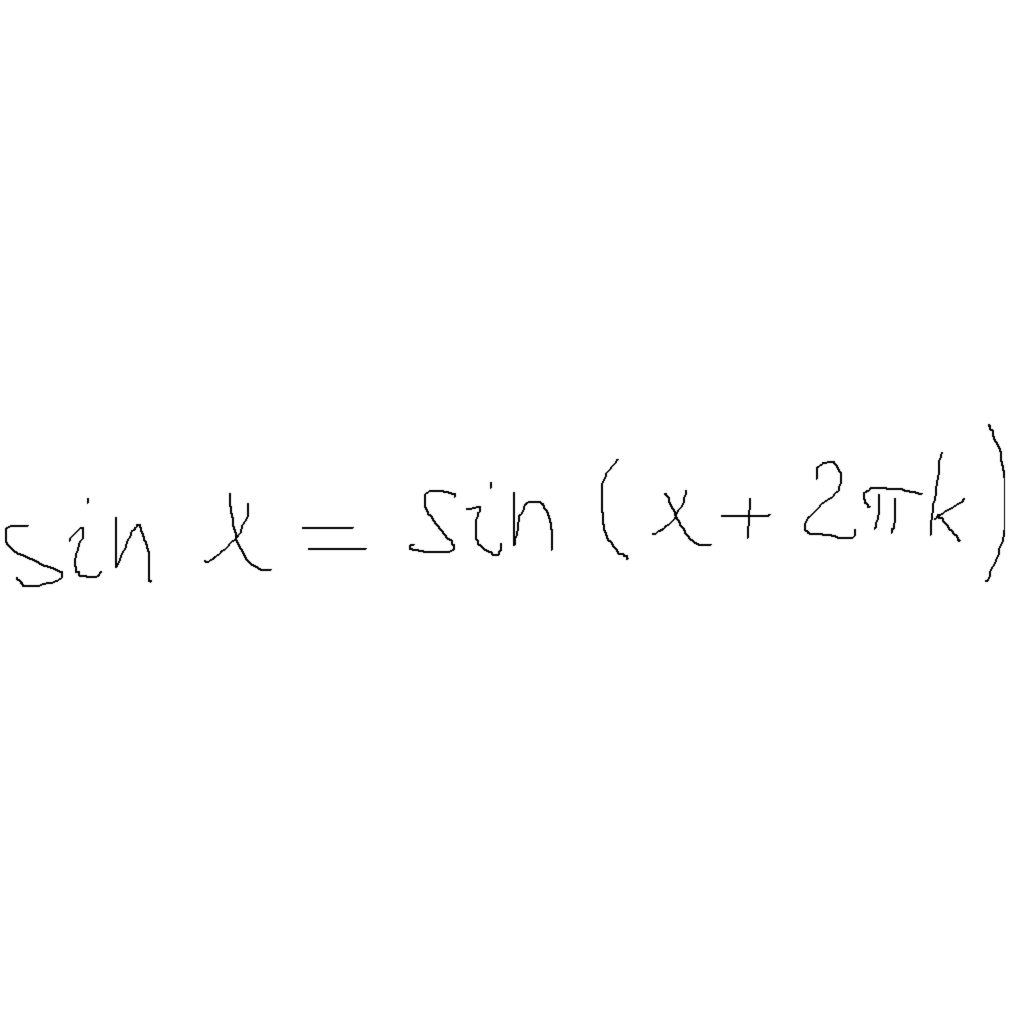 sin x = sin (x + 2πk)